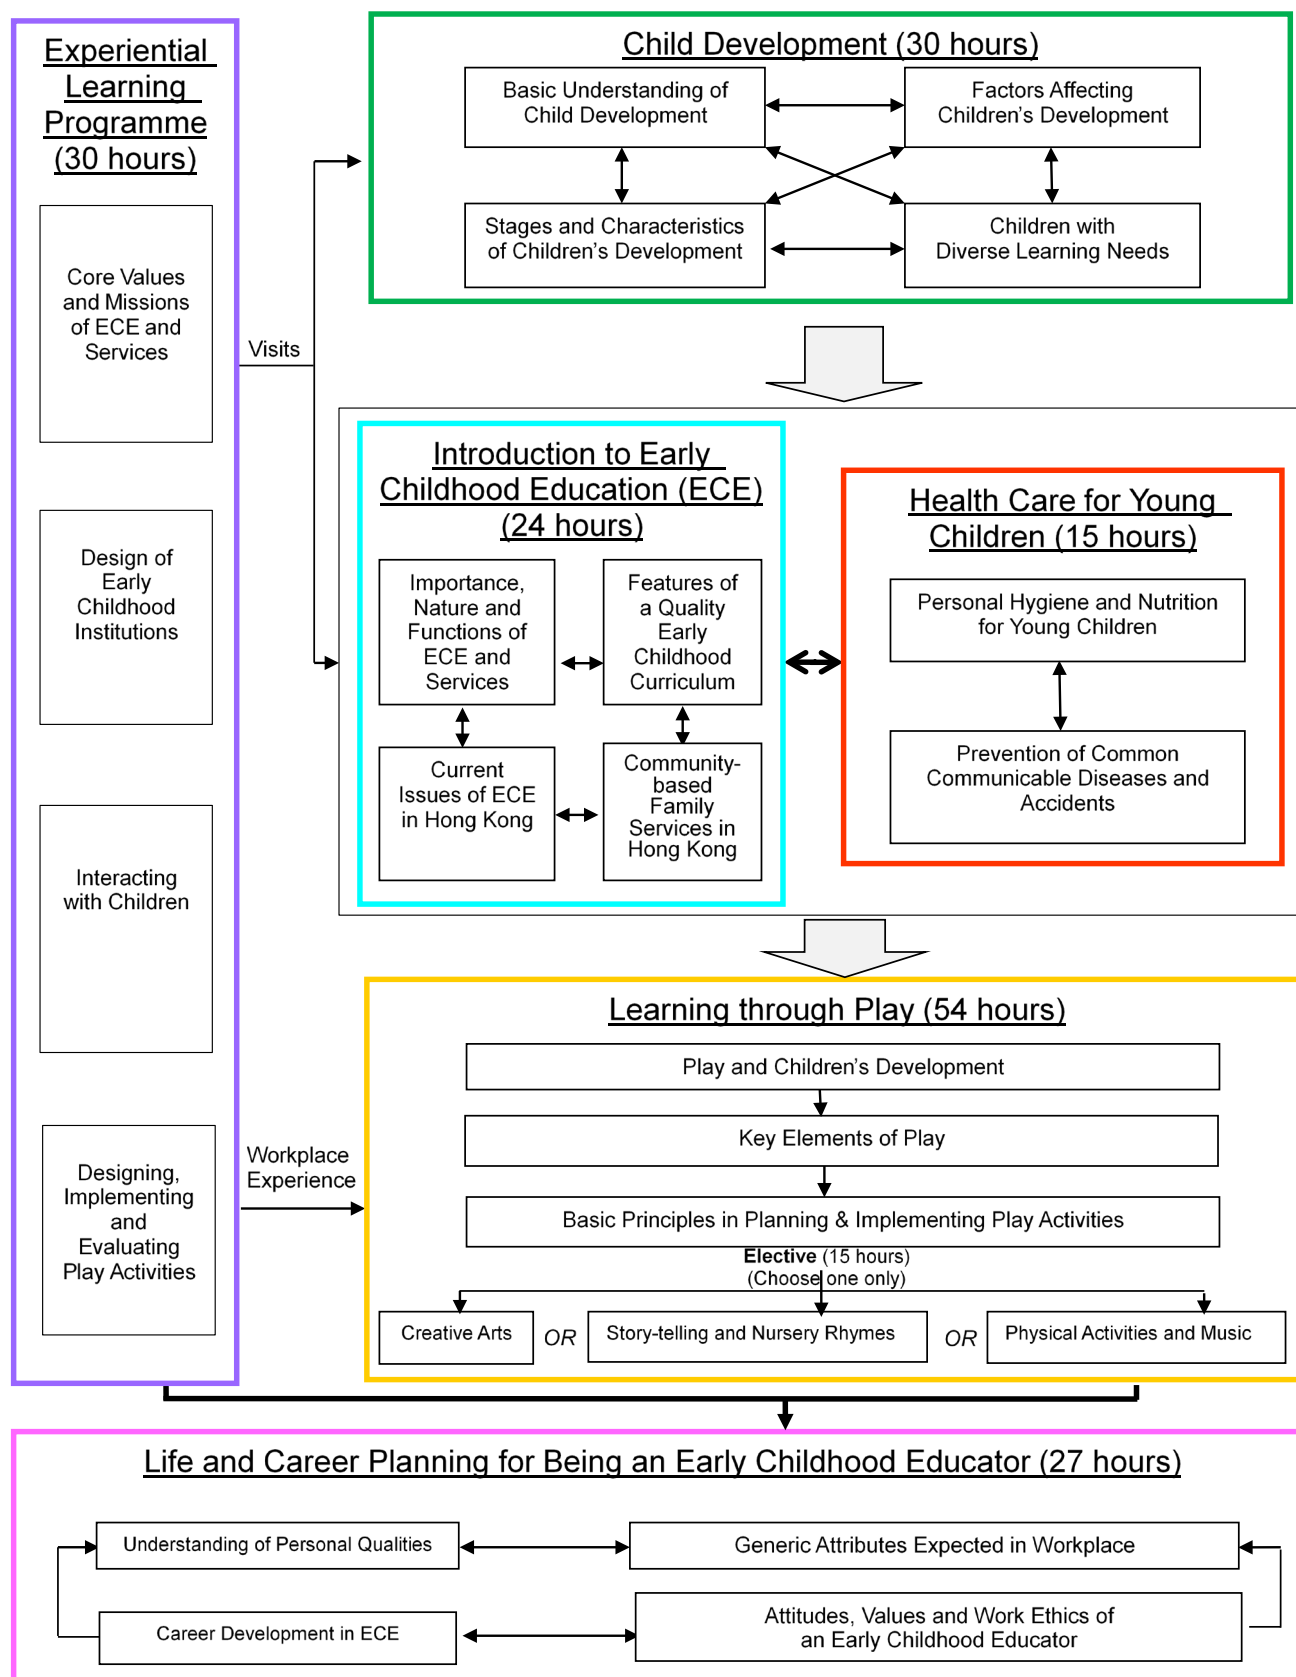 Experiential
Learning
Programme
(30 hours)
Core Values
and Missions
of ECE and
Services
Design of
Early
Childhood
Institutions
Interacting
with Children
Designing,
Implementing
and
Evaluating
Play Activities
Visits
Workplace
Experience
Child Development (30 hours)
Basic Understanding of
Child Development
Factors Affecting
Children’s Development
Stages and Characteristics
of Children’s Development
Children with
Diverse Learning Needs
Introduction to Early
Childhood Education (ECE)
(24 hours)
Importance,
Nature and
Functions of
ECE and
Services
Features of
a Quality
Early
Childhood
Curriculum
Current
Issues of ECE
in Hong Kong
Community-
based
Family
Services in
Hong Kong
Health Care for Young
Children (15 hours)
Personal Hygiene and Nutrition
for Young Children
Prevention of Common
Communicable Diseases and
Accidents
Learning through Play (54 hours)
Play and Children’s Development
Key Elements of Play
Basic Principles in Planning & Implementing Play Activities
Elective (15 hours)
(Choose one only)
Creative Arts
OR
Story-telling and Nursery Rhymes
OR
Physical Activities and Music
Life and Career Planning for Being an Early Childhood Educator (27 hours)
Understanding of Personal Qualities
Generic Attributes Expected in Workplace
Career Development in ECE
Attitudes, Values and Work Ethics of
an Early Childhood Educator